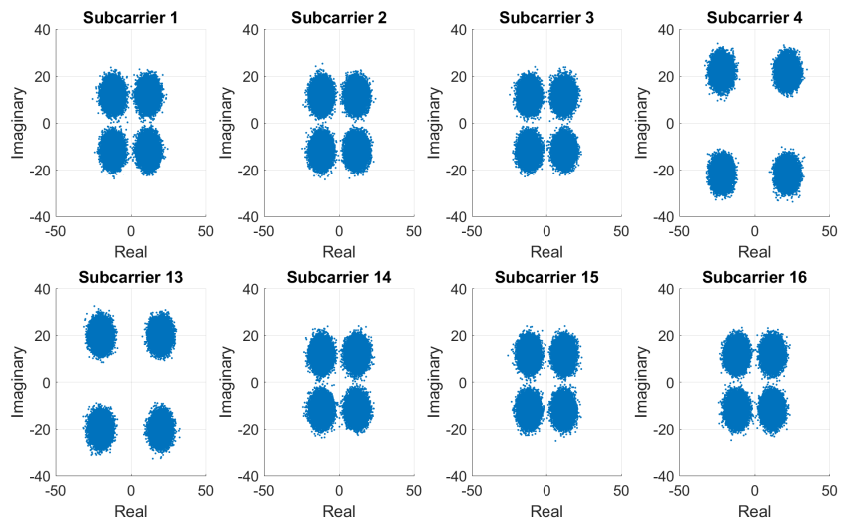 Subcarrier 1
Subcarrier 2
Subcarrier 3
Subcarrier 4
40
20
0
-20
-40
Imaginary
-50
0
50
Real
40
20
0
-20
-40
Imaginary
-50
0
50
Real
40
20
0
-20
-40
Imaginary
-50
0
50
Real
40
20
0
-20
-40
Imaginary
-50
0
50
Real
Subcarrier 13
Subcarrier 14
Subcarrier 15
Subcarrier 16
40
20
0
-20
-40
Imaginary
-50
0
50
Real
40
20
0
-20
-40
Imaginary
-50
0
50
Real
40
20
0
-20
-40
Imaginary
-50
0
50
Real
40
20
0
-20
-40
Imaginary
-50
0
50
Real